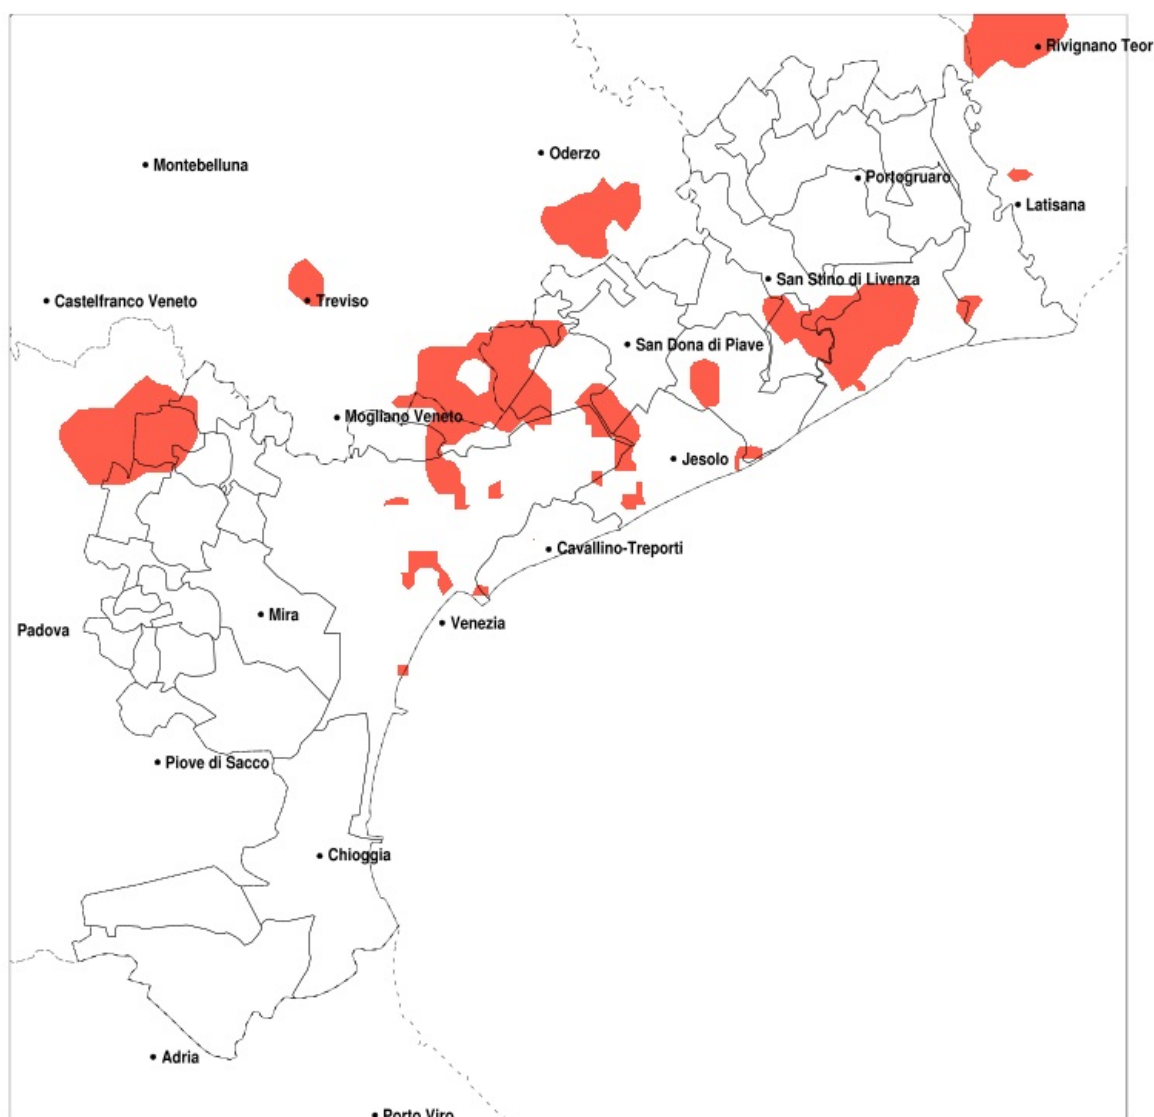 Rivignano Teor
Oderzo
Montebelluna
Portogruaro
Latisana
San Stino di Livenza
Castelfranco Veneto
Treviso
San Dona di Piave
Mogliano Veneto
Jesolo
Cavallino-Treporti
Mira
Venezia
Padova
Piove di Sacco
Chioggia
Adria
Porto Viro